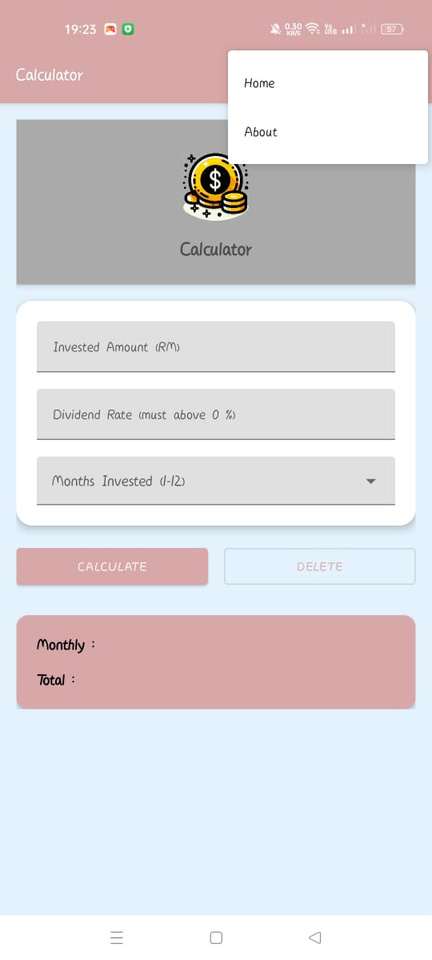 19:23
0.30
KB/S
57
Calculator
Home
About
$
Calculator
Invested Amount (RM)
Dividend Rate (must above 0 %)
Months Invested (1-12)
CALCULATE
DELETE
Monthly :
Total :